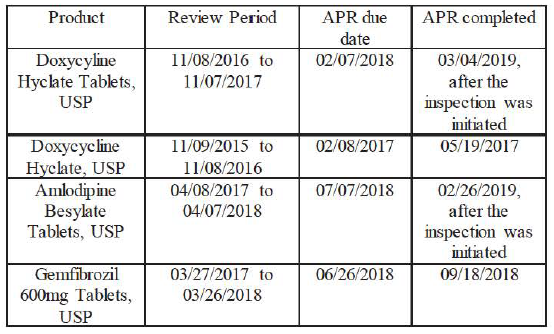 Product
Review Period
APR due
date
APR completed
Doxycyline
Hyclate Tablets,
USP
11/08/2016 to
11/07/2017
02/07/2018
03/04/2019,
after the
inspection was
initiated
Doxycycline
Hyclate, USP
11/09/2015 to
11/08/2016
02/08/2017
05/19/2017
Amlodipine
Besylate
Tablets, USP
04/08/2017 to
04/07/2018
07/07/2018
02/26/2019,
after the
inspection was
initiated
Gemfibrozil
600mg Tablets,
USP
03/27/2017 to
03/26/2018
06/26/2018
09/18/2018